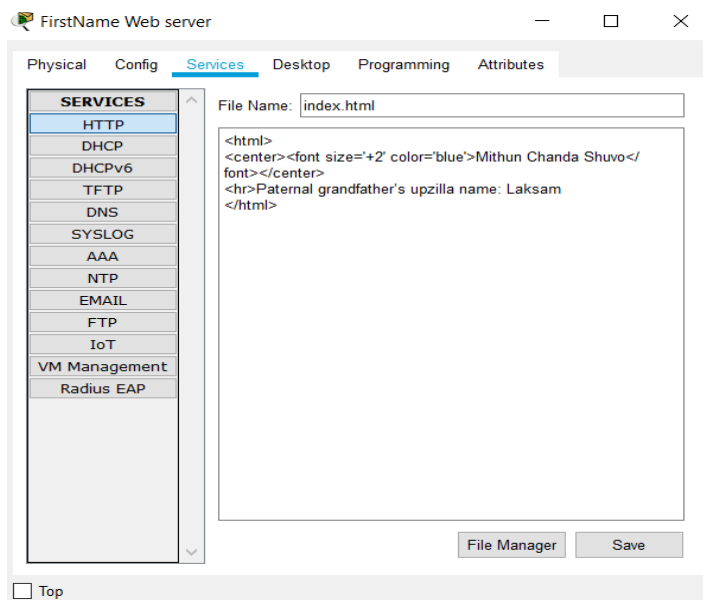 FirstName Web server
Physical Config Services Desktop Programming Attributes
SERVICES
HTTP
DHCP
DHCPv6
TFTP
DNS
SYSLOG
AAA
NTP
EMAIL
FTP
IoT
VM Management
Radius EAP
File Name: index.html
<html>
<center><font size='+2' color='blue'>Mithun Chanda Shuvo</
font></center>
<hr>Paternal grandfather's upzilla name: Laksam
</html>
File Manager Save
Top